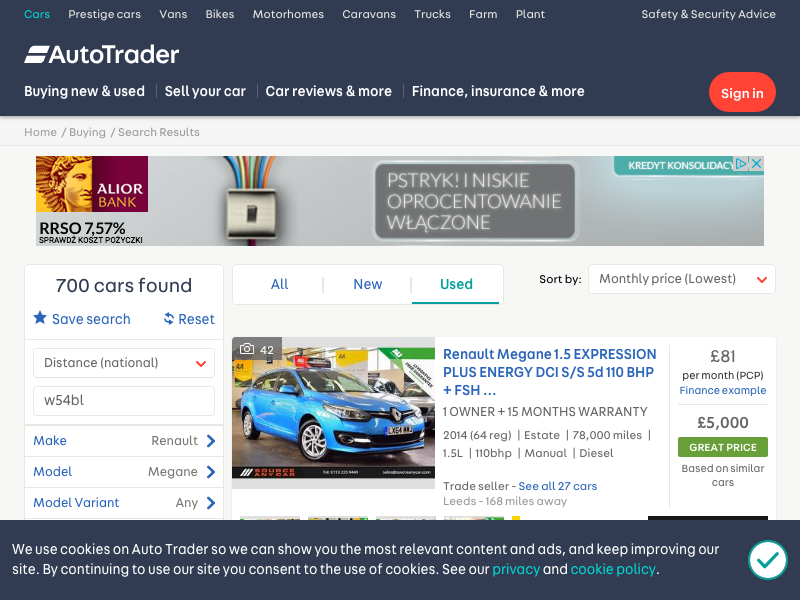 Cars Prestige cars Vans Bikes Motorhomes Caravans Trucks Farm Plant Safety & Security Advice
AutoTrader
Buying new & used Sell your car Car reviews & more Finance, insurance & more
Sign in
Home / Buying / Search Results
ALIOR
BANK
RRSO 7,57%
SPRAWDŹ KOSZT POŻYCZKI
PSTRYK! I NISKIE
OPROCENTOWANIE
WŁĄCZONE
KREDYT KONSOLIDACY
700 cars found
Save search Reset
Distance (national)
w54bl
Make Renault
Model Megane
Model Variant Any
All New Used
Sort by: Monthly price (Lowest)
42
SOURCE
ANY CAR
Renault Megane 1.5 EXPRESSION
PLUS ENERGY DCI S/S 5d 110 BHP
+ FSH ...
1 OWNER + 15 MONTHS WARRANTY
2014 (64 reg) | Estate | 78,000 miles |
1.5L | 110bhp | Manual | Diesel
Trade seller - See all 27 cars
Leeds - 168 miles away
£81
per month (PCP)
Finance example
£5,000
GREAT PRICE
Based on similar
cars
We use cookies on Auto Trader so we can show you the most relevant content and ads, and keep improving our
site. By continuing to use our site you consent to the use of cookies. See our privacy and cookie policy.